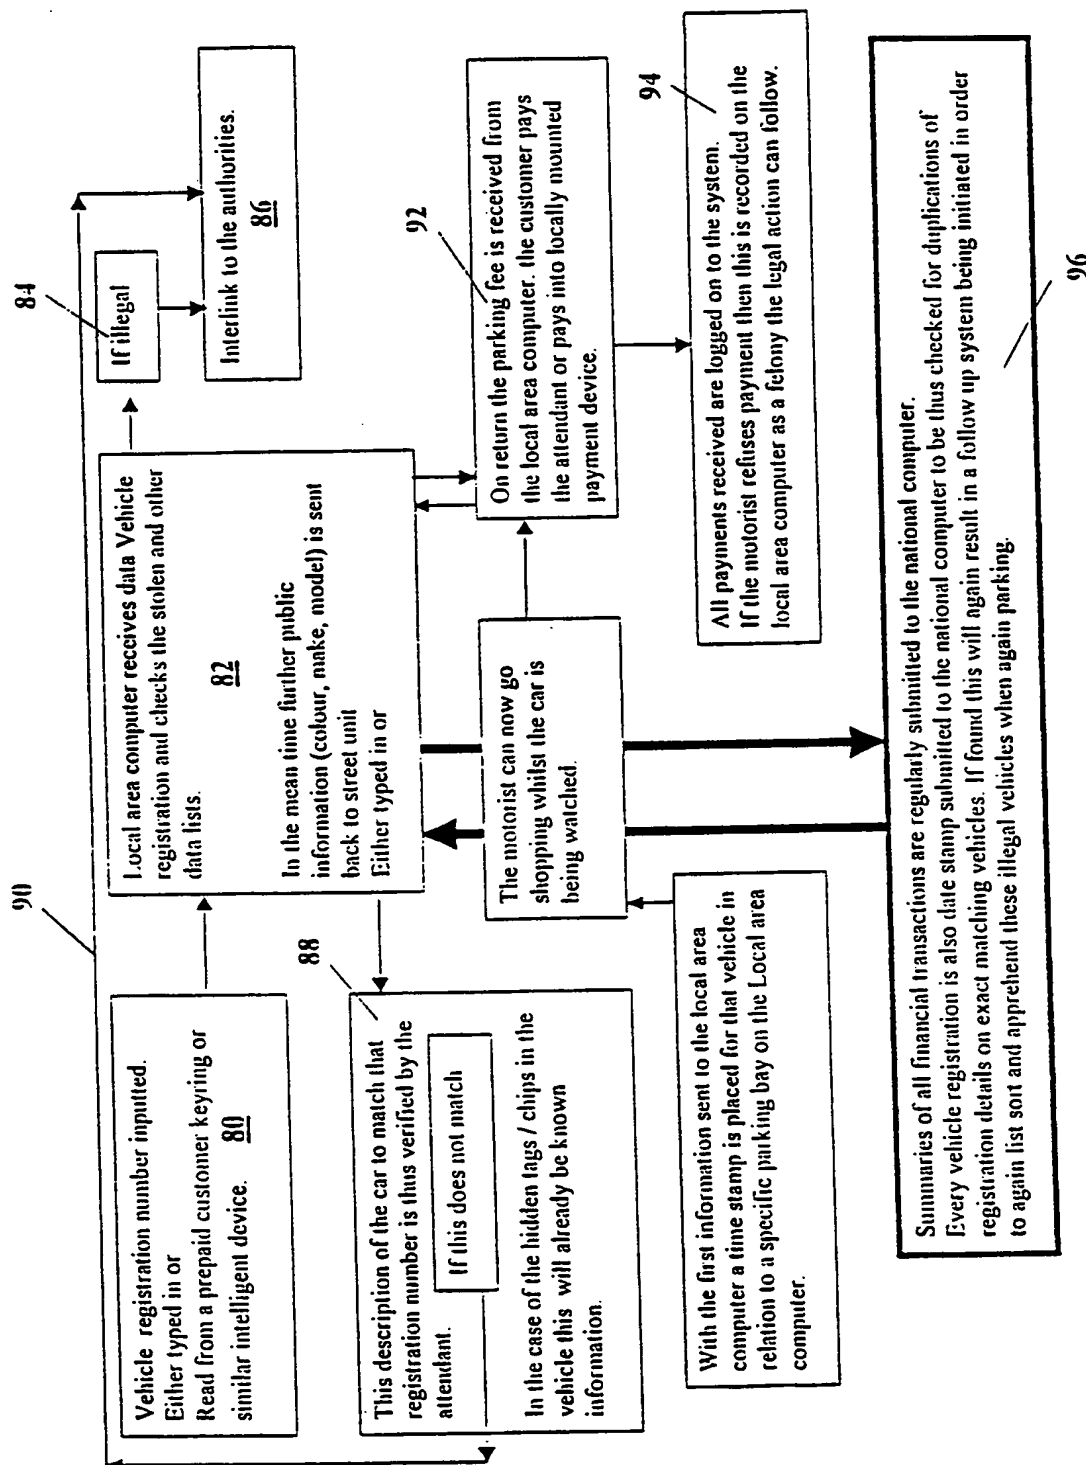 90
Vehicle registration number inputted.
Either typed in or
Read from a prepaid customer keyring or
similar intelligent device.
80
Local area computer receives data Vehicle
registration and checks the stolen and other
data lists.
82
In the mean time further public
information (colour, make, model) is sent
back to street unit
Either typed in or
84
If illegal
Interlink to the authorities.
86
88
This description of the car to match that
registration number is thus verified by the
attendant.
If this does not match
In the case of the hidden tags / chips in the
vehicle this will already be known
information.
The motorist can now go
shopping whilst the car is
being watched.
92
On return the parking fee is received from
the local area computer. the customer pays
the attendant or pays into locally mounted
payment device.
With the first information sent to the local area
computer a time stamp is placed for that vehicle in
relation to a specific parking bay on the Local area
computer.
94
All payments received are logged on to the system.
If the motorist refuses payment then this is recorded on the
local area computer as a felony the legal action can follow.
Summaries of all financial transactions are regularly submitted to the national computer.
Every vehicle registration is also date stamp submitted to the national computer to be thus checked for duplications of
registration details on exact matching vehicles. If found this will again result in a follow up system being initiated in order
to again list sort and apprehend these illegal vehicles when again parking.
96